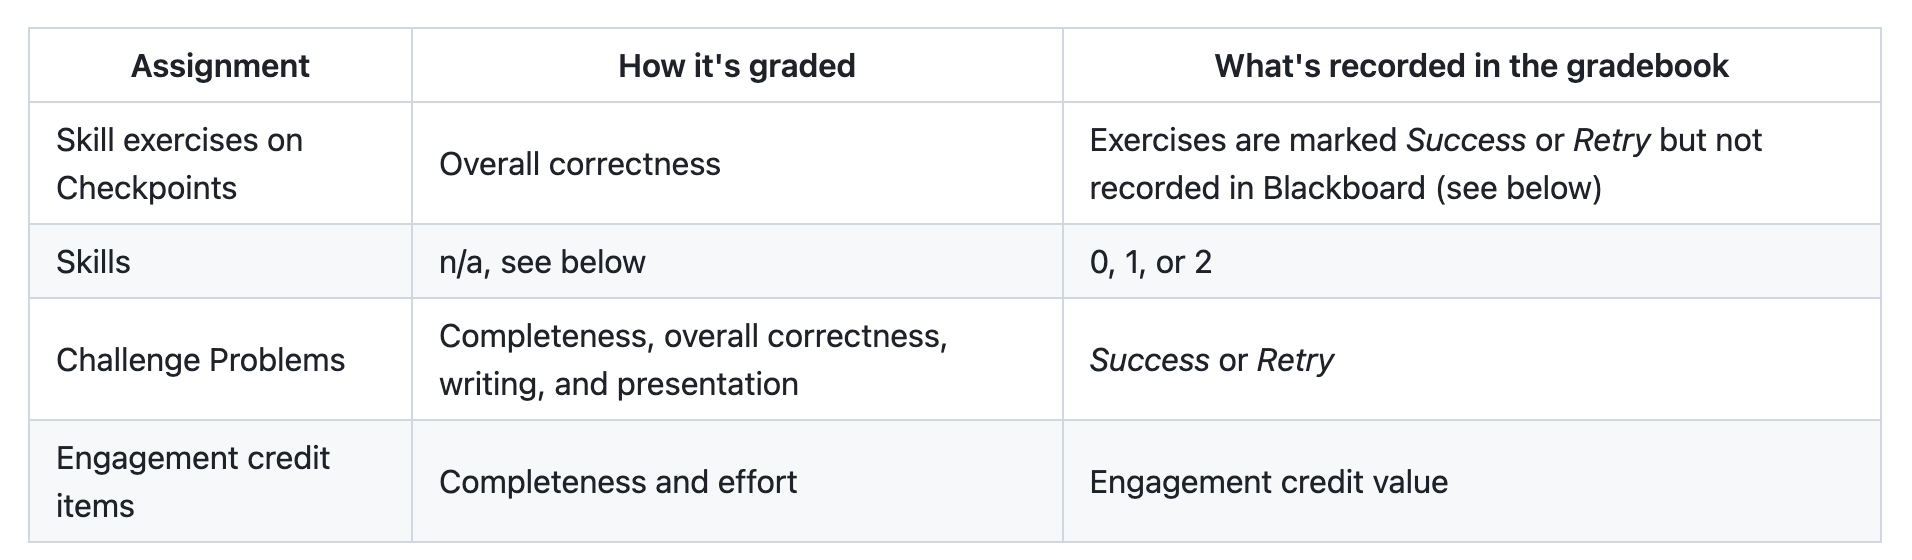 Assignment
How it's graded
What's recorded in the gradebook
Skill exercises on
Checkpoints
Overall correctness
Exercises are marked Success or Retry but not
recorded in Blackboard (see below)
Skills
n/a, see below
0, 1, or 2
Challenge Problems
Completeness, overall correctness,
writing, and presentation
Success or Retry
Engagement credit
items
Completeness and effort
Engagement credit value